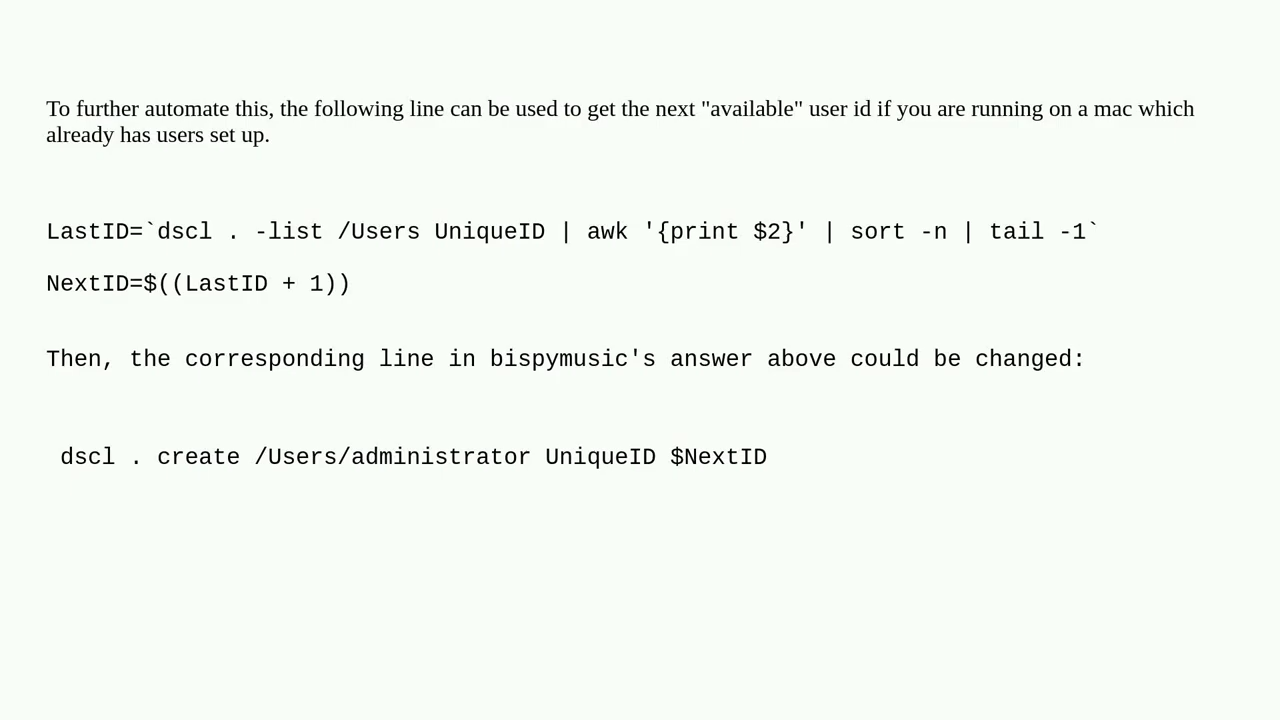 To further automate this, the following line can be used to get the next "available" user id if you are running on a mac which
already has users set up.
LastID=`dscl . -list /Users UniqueID | awk '{print $2}' | sort -n | tail -1`
NextID=$((LastID + 1))
Then, the corresponding line in bispymusic's answer above could be changed:
dscl . create /Users/administrator UniqueID $NextID